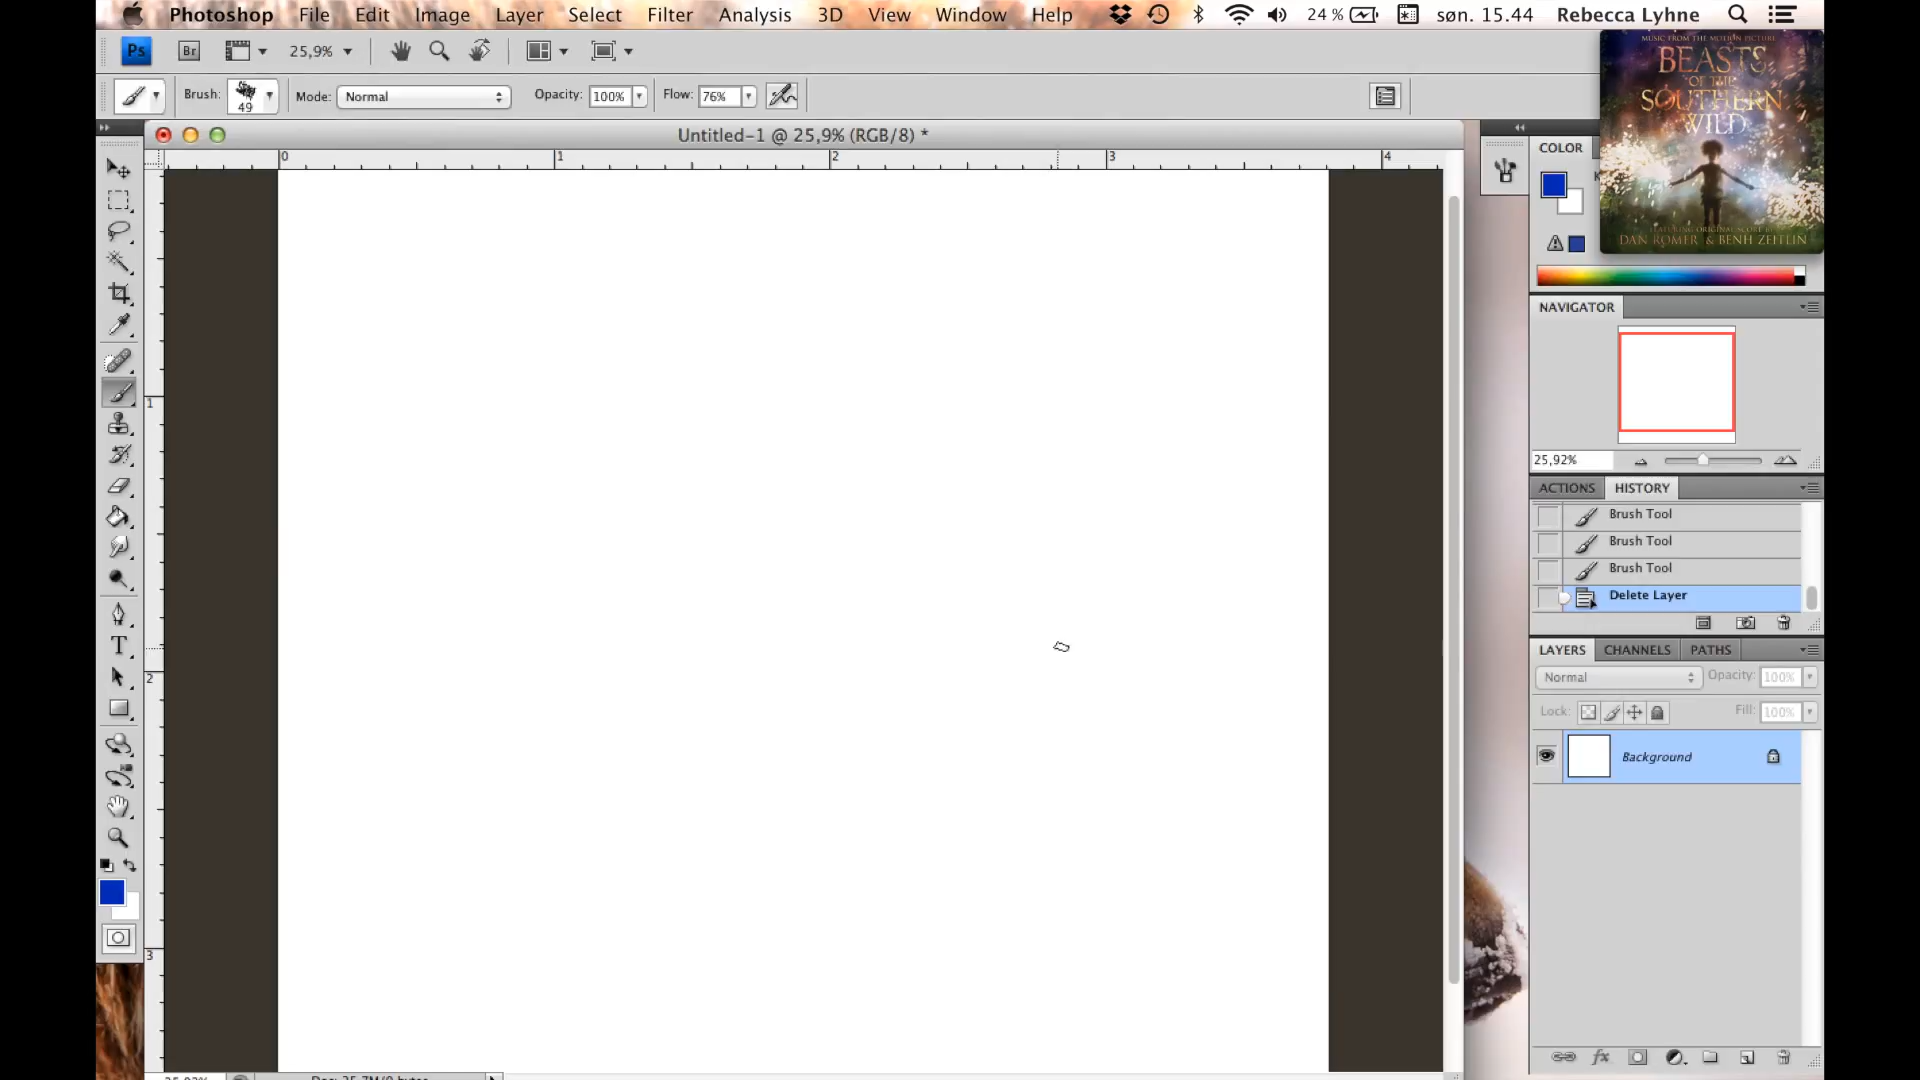 Photoshop File Edit Image Layer Select Filter Analysis 3D View Window Help 24 % søn. 15.44 Rebecca Lyhne
Ps Br 25,9%
Brush: 49 Mode: Normal Opacity: 100% Flow: 76%
MUSIC FROM THE MOTION PICTURE
BEASTS
OF THE
SOUTHERN
WILD
FEATURING ORIGINAL SCORE BY
DAN ROMER & BENH ZEITLIN
Untitled-1 @ 25,9% (RGB/8) *
0 1 2 3 4
1
2
3
T
COLOR
NAVIGATOR
25,92%
ACTIONS HISTORY
Brush Tool
Brush Tool
Brush Tool
Delete Layer
LAYERS CHANNELS PATHS
Normal Opacity: 100%
Lock: Fill: 100%
Background
fx